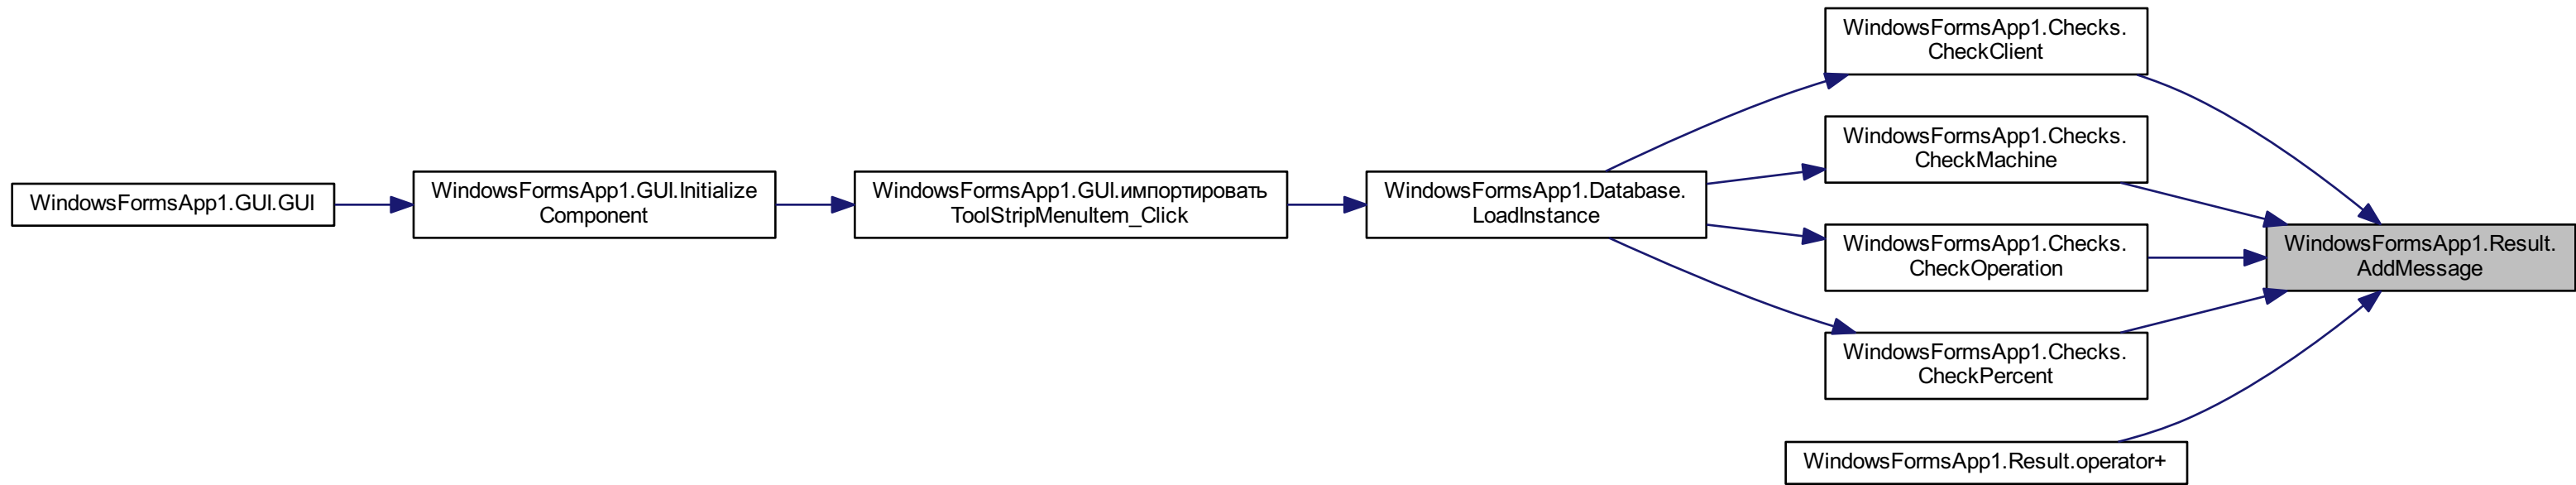 WindowsFormsApp1.GUI.GUI
WindowsFormsApp1.GUI.Initialize
Component
WindowsFormsApp1.GUI.импортировать
ToolStripMenuItem_Click
WindowsFormsApp1.Database.
LoadInstance
WindowsFormsApp1.Checks.
CheckClient
WindowsFormsApp1.Checks.
CheckMachine
WindowsFormsApp1.Checks.
CheckOperation
WindowsFormsApp1.Checks.
CheckPercent
WindowsFormsApp1.Result.operator+
WindowsFormsApp1.Result.
AddMessage